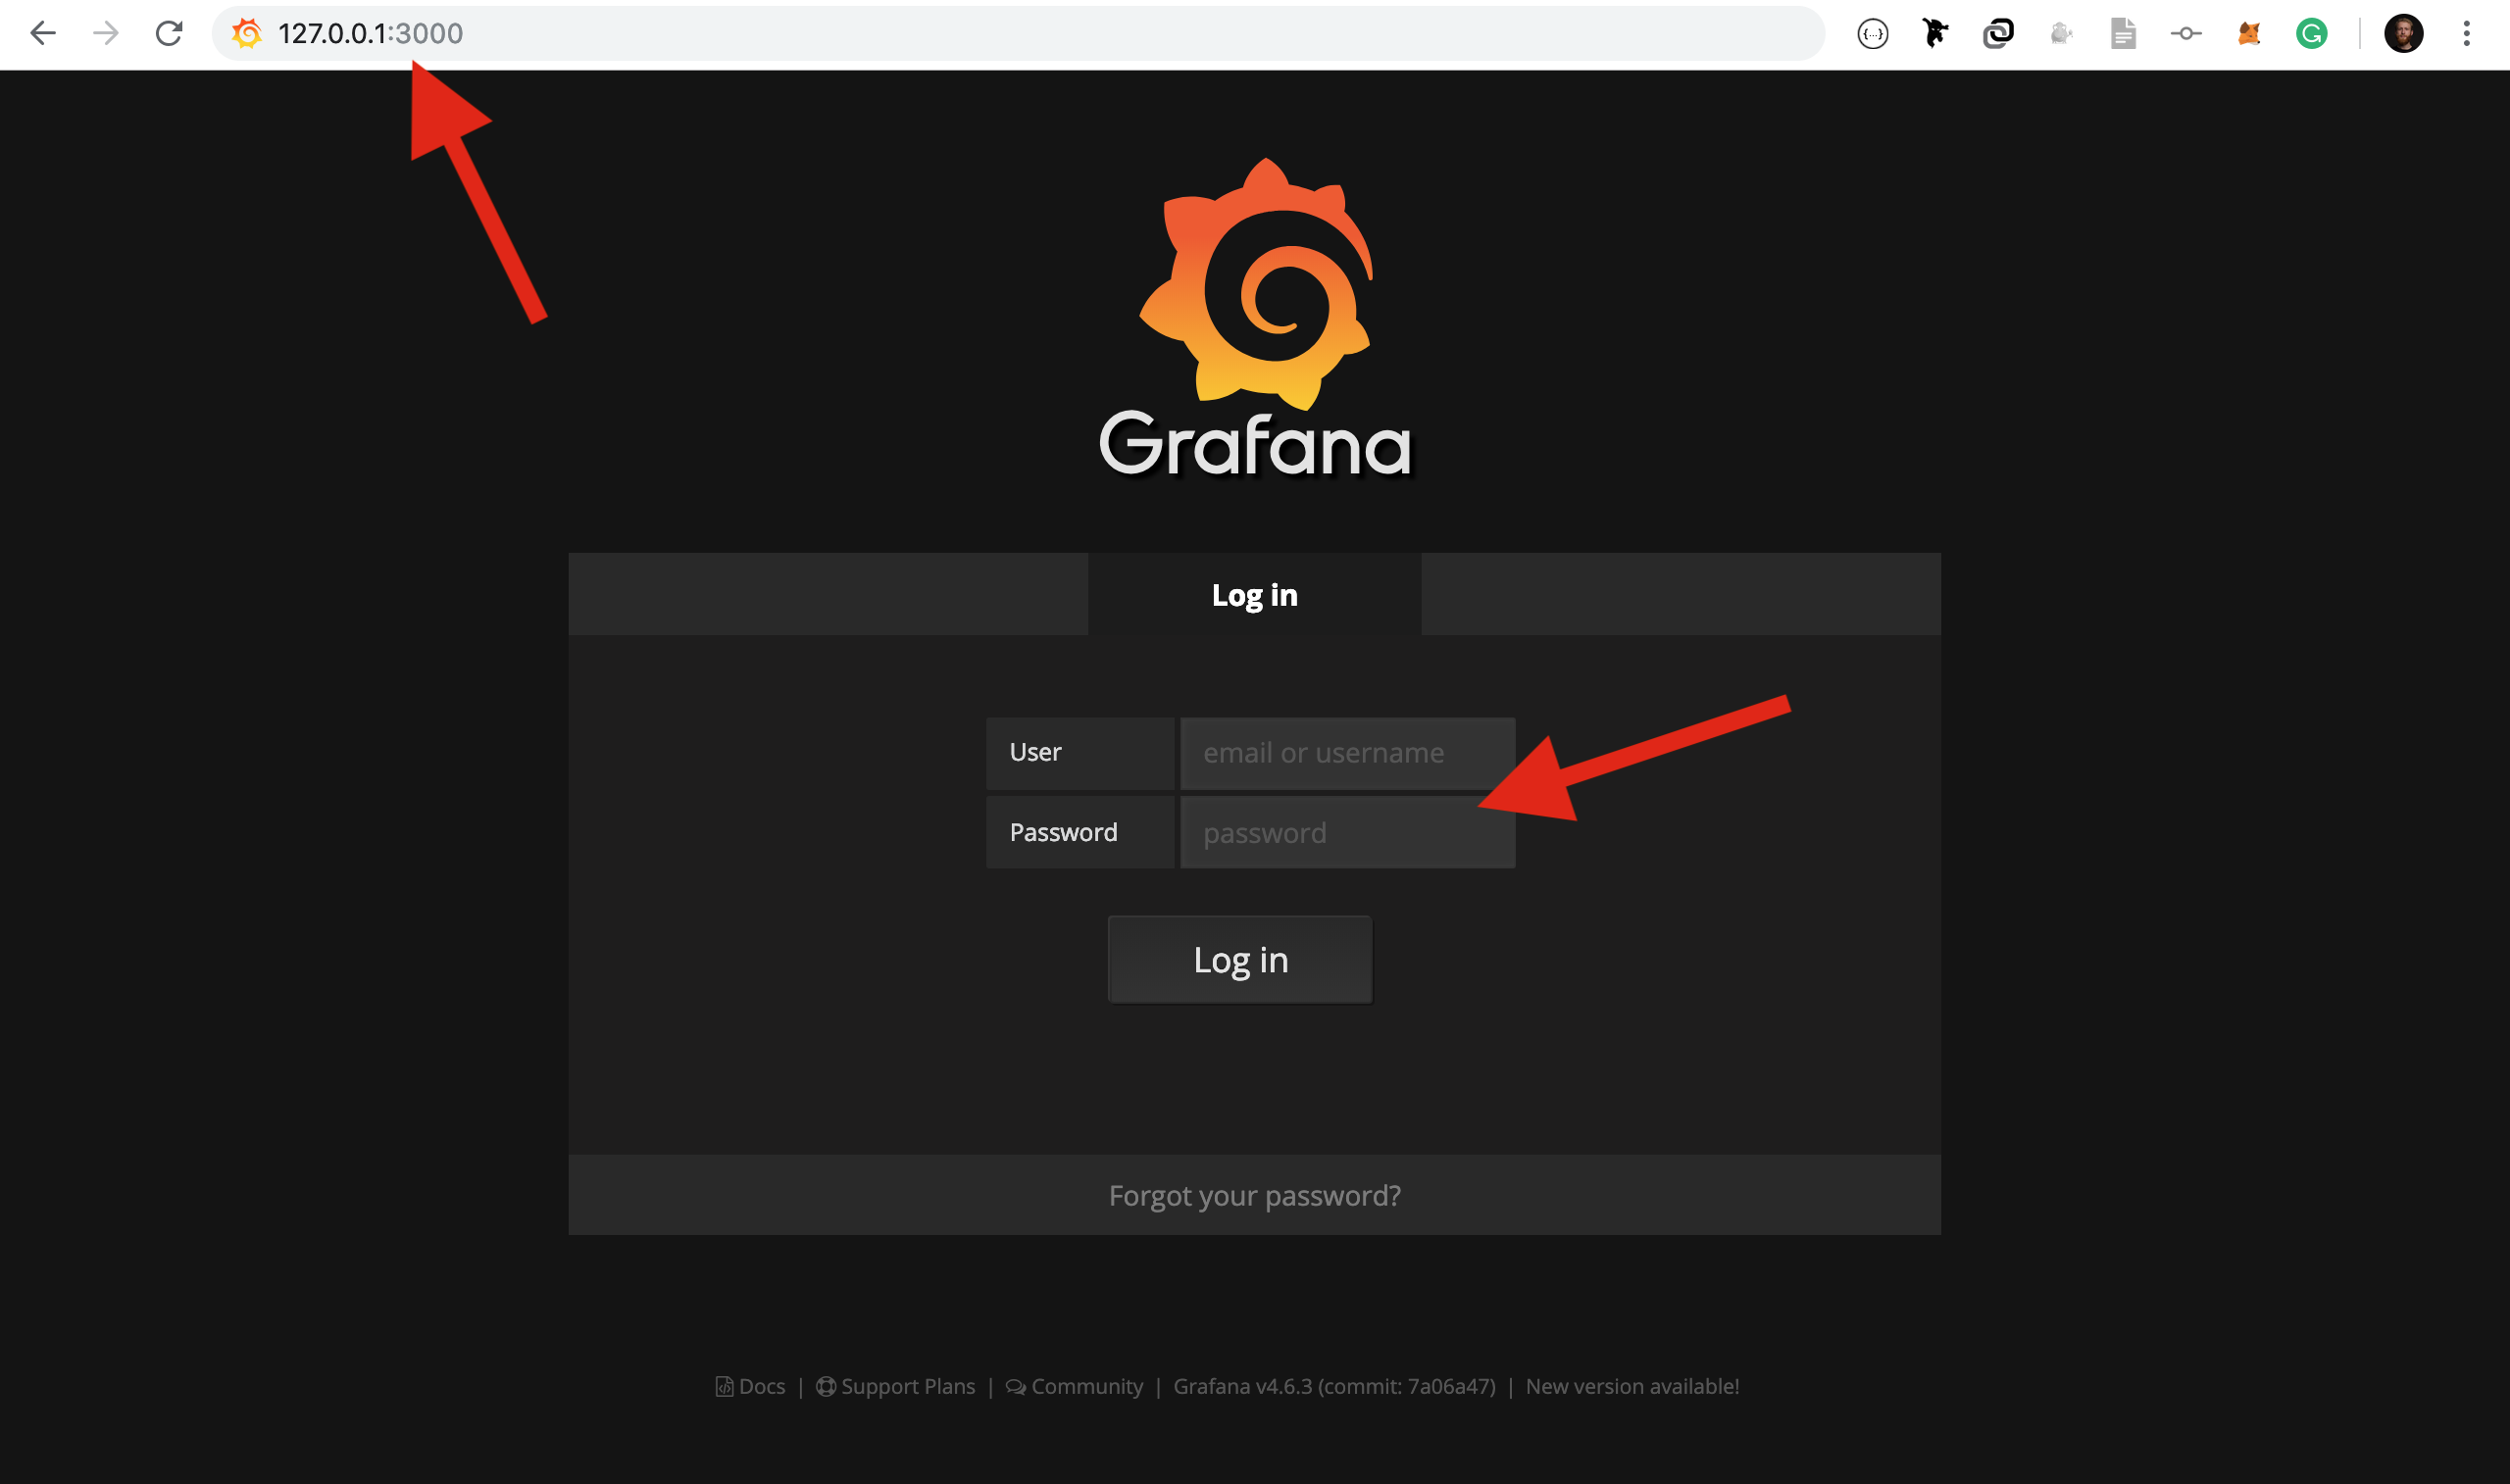 127.0.0.1:3000
Grafana
Log in
User
email or username
Password
password
Log in
Forgot your password?
Docs | Support Plans | Community | Grafana v4.6.3 (commit: 7a06a47) | New version available!